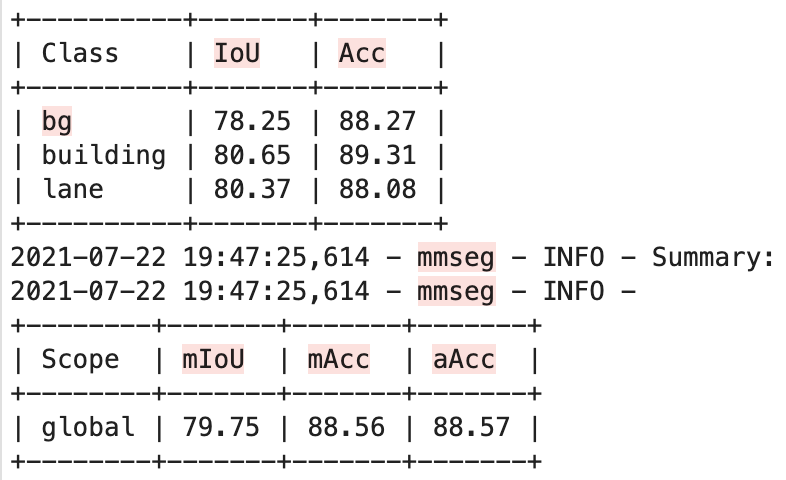 +----------+-------+-------+
| Class    | IoU   | Acc   |
+----------+-------+-------+
| bg       | 78.25 | 88.27 |
| building | 80.65 | 89.31 |
| lane     | 80.37 | 88.08 |
+----------+-------+-------+
2021-07-22 19:47:25,614 - mmseg - INFO - Summary:
2021-07-22 19:47:25,614 - mmseg - INFO -
+--------+-------+-------+-------+
| Scope  | mIoU  | mAcc  | aAcc  |
+--------+-------+-------+-------+
| global | 79.75 | 88.56 | 88.57 |
+--------+-------+-------+-------+